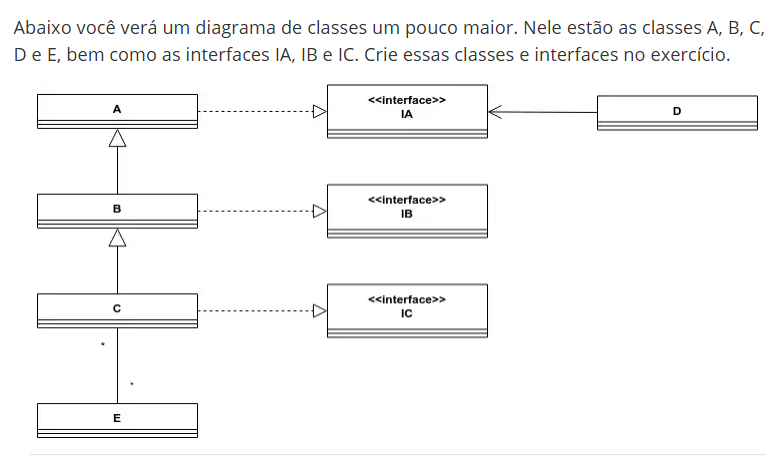 Abaixo você verá um diagrama de classes um pouco maior. Nele estão as classes A, B, C,
D e E, bem como as interfaces IA, IB e IC. Crie essas classes e interfaces no exercício.
A
<<interface>>
IA
D
B
<<interface>>
IB
C
<<interface>>
IC
*
*
E